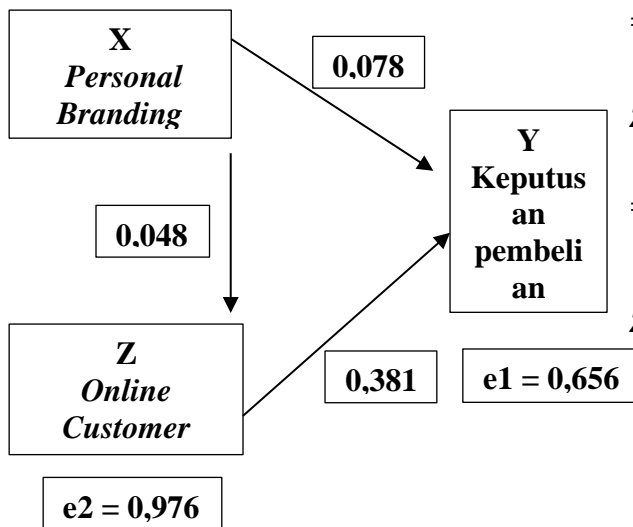 X
Personal
Branding
0,078
Y
Keputus
an
pembeli
an
0,048
Z
Online
Customer
0,381
e1 = 0,656
e2 = 0,976